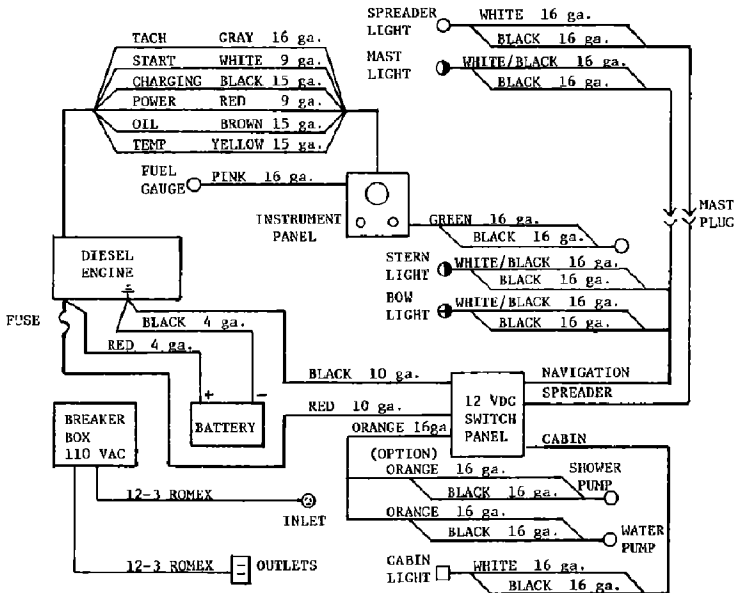 SPREADER LIGHT
WHITE 16 ga.
BLACK 16 ga.
MAST LIGHT
WHITE/BLACK 16 ga.
BLACK 16 ga.
TACH GRAY 16 ga.
START WHITE 9 ga.
CHARGING BLACK 15 ga.
POWER RED 9 ga.
OIL BROWN 15 ga.
TEMP YELLOW 15 ga.
FUEL GAUGE
PINK 16 ga.
INSTRUMENT PANEL
MAST PLUG
GREEN 16 ga.
BLACK 16 ga.
DIESEL ENGINE
STERN LIGHT
WHITE/BLACK 16 ga.
BLACK 16 ga.
BOW LIGHT
WHITE/BLACK 16 ga.
BLACK 16 ga.
FUSE
BLACK 4 ga.
RED 4 ga.
BLACK 10 ga.
12 VDC SWITCH PANEL
NAVIGATION
SPREADER
+ −
BATTERY
RED 10 ga.
ORANGE 16ga
CABIN
BREAKER BOX 110 VAC
(OPTION)
ORANGE 16 ga.
BLACK 16 ga.
SHOWER PUMP
12-3 ROMEX
INLET
ORANGE 16 ga.
BLACK 16 ga.
WATER PUMP
12-3 ROMEX
OUTLETS
CABIN LIGHT
WHITE 16 ga.
BLACK 16 ga.